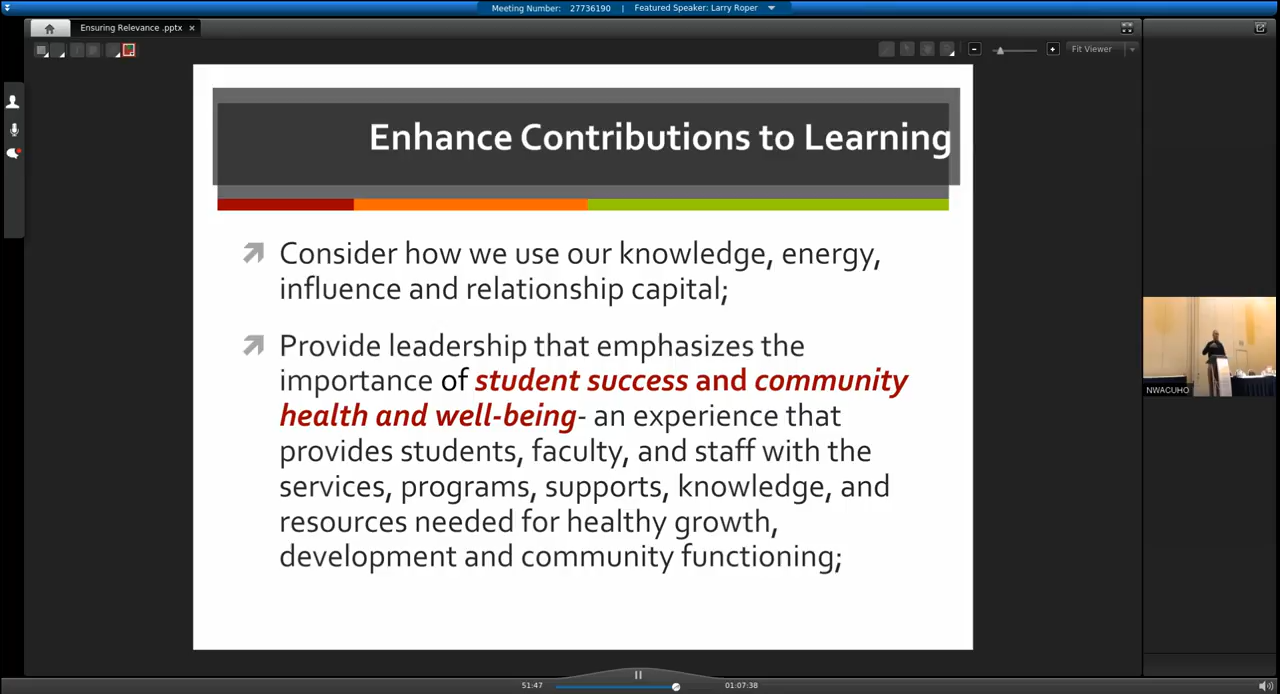 Meeting Number: 27736190 | Featured Speaker: Larry Roper
Ensuring Relevance .pptx
Fit Viewer
Enhance Contributions to Learning
Consider how we use our knowledge, energy,
influence and relationship capital;
Provide leadership that emphasizes the
importance of student success and community
health and well-being- an experience that
provides students, faculty, and staff with the
services, programs, supports, knowledge, and
resources needed for healthy growth,
development and community functioning;
NWACUHO
51:47
01:07:38